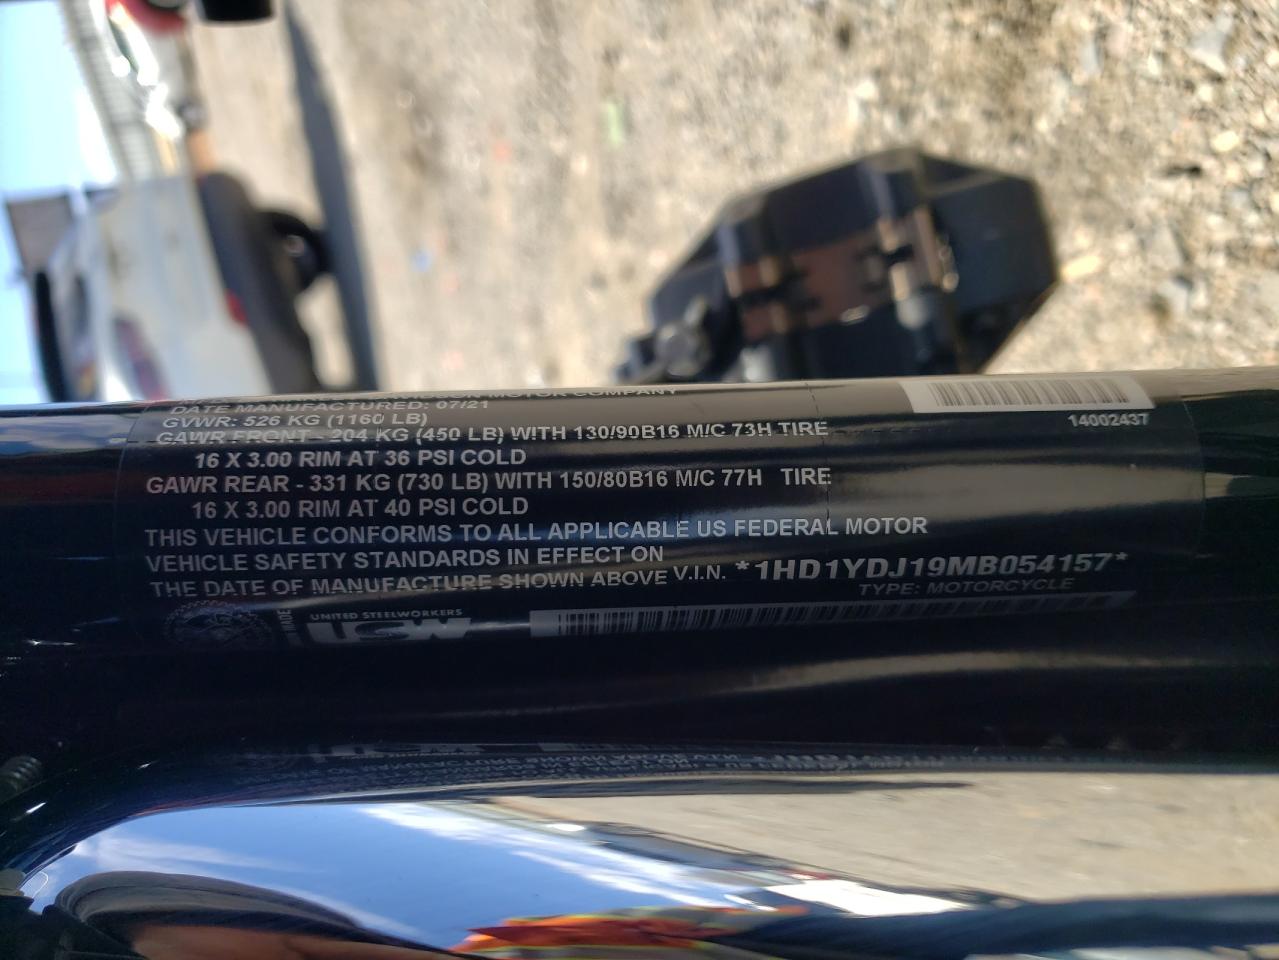 MOTOR COMPANY
DATE MANUFACTURED: 07/21
GVWR: 526 KG (1160 LB)
GAWR FRONT - 204 KG (450 LB) WITH 130/90B16 M/C 73H TIRE
16 X 3.00 RIM AT 36 PSI COLD
GAWR REAR - 331 KG (730 LB) WITH 150/80B16 M/C 77H TIRE
16 X 3.00 RIM AT 40 PSI COLD
THIS VEHICLE CONFORMS TO ALL APPLICABLE US FEDERAL MOTOR
VEHICLE SAFETY STANDARDS IN EFFECT ON
THE DATE OF MANUFACTURE SHOWN ABOVE V.I.N. *1HD1YDJ19MB054157*
TYPE: MOTORCYCLE
14002437
MADE
UNITED STEELWORKERS
USW